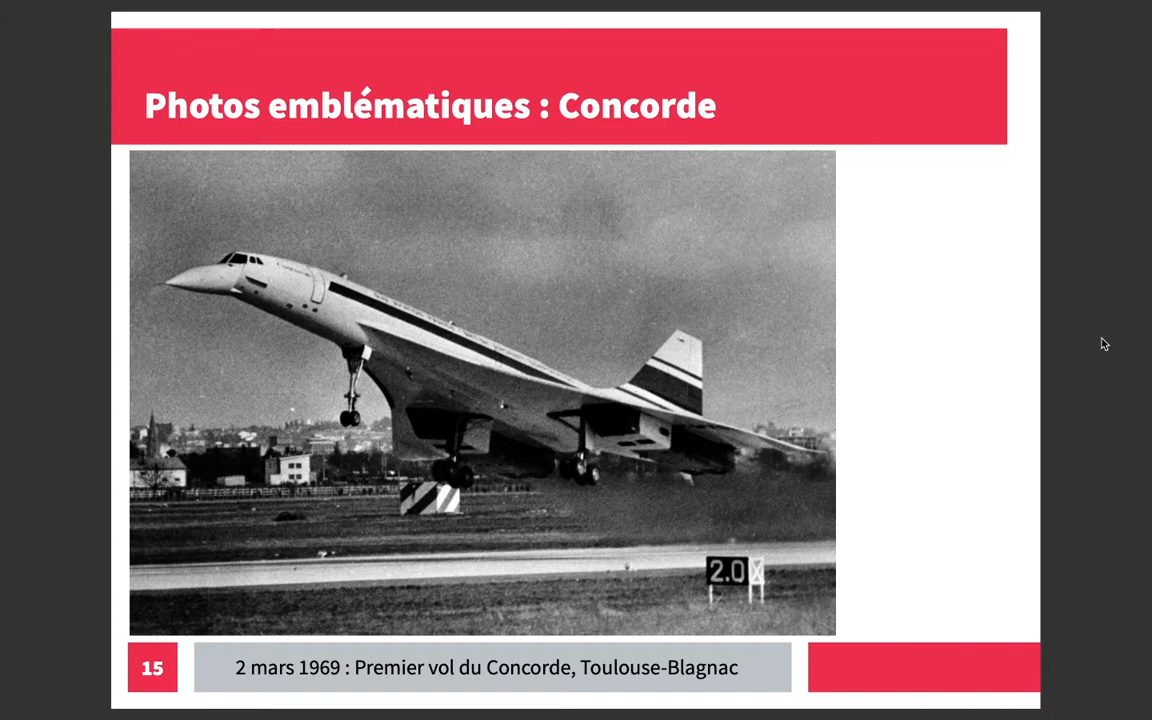 Photos emblématiques : Concorde
2.0
15
2 mars 1969 : Premier vol du Concorde, Toulouse-Blagnac